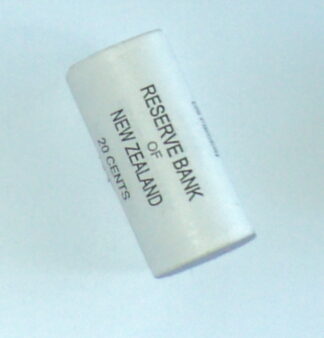 RESERVE BANK
OF
NEW ZEALAND
20 CENTS